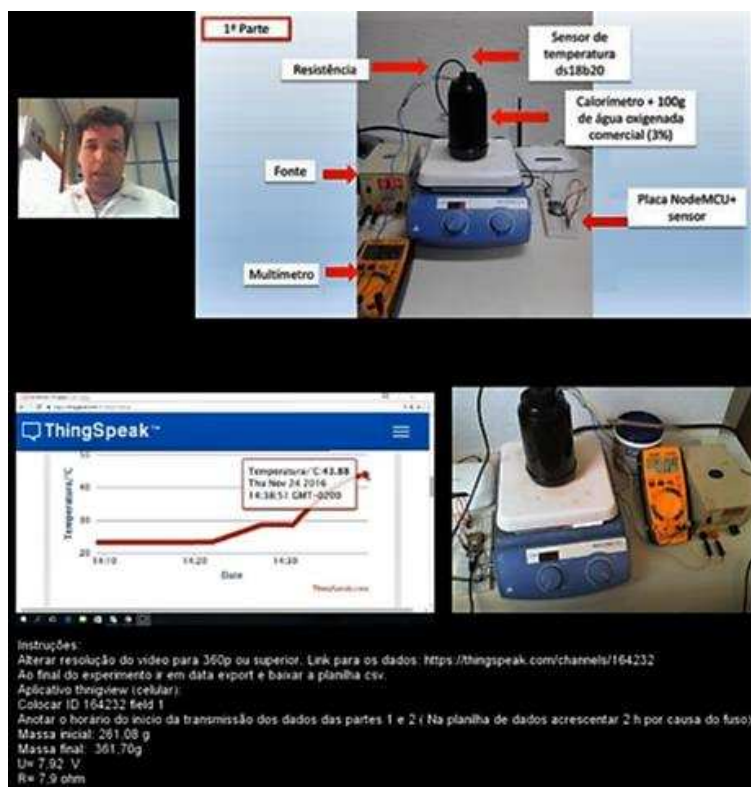 1ª Parte
Sensor de
temperatura
ds18b20
Resistência
Calorímetro + 100g
de água oxigenada
comercial (3%)
Fonte
Placa NodeMCU+
sensor
Multímetro
ThingSpeak™
Temperatura/°C
50
40
30
20
Temperatura/°C:43.88
Thu Nov 24 2016
14:38:51 GMT-0200
14:10
14:20
14:30
Date
ThingSpeak.com
Instruções:
Alterar resolução do video para 360p ou superior. Link para os dados: https://thingspeak.com/channels/164232
Ao final do experimento ir em data export e baixar a planilha csv.
Aplicativo thnigview (celular):
Colocar ID 164232 field 1
Anotar o horário do inicio da transmissão dos dados das partes 1 e 2 ( Na planilha de dados acrescentar 2 h por causa do fuso)
Massa inicial: 261,08 g
Massa final: 361,70g
U= 7,92 V
R= 7,9 ohm